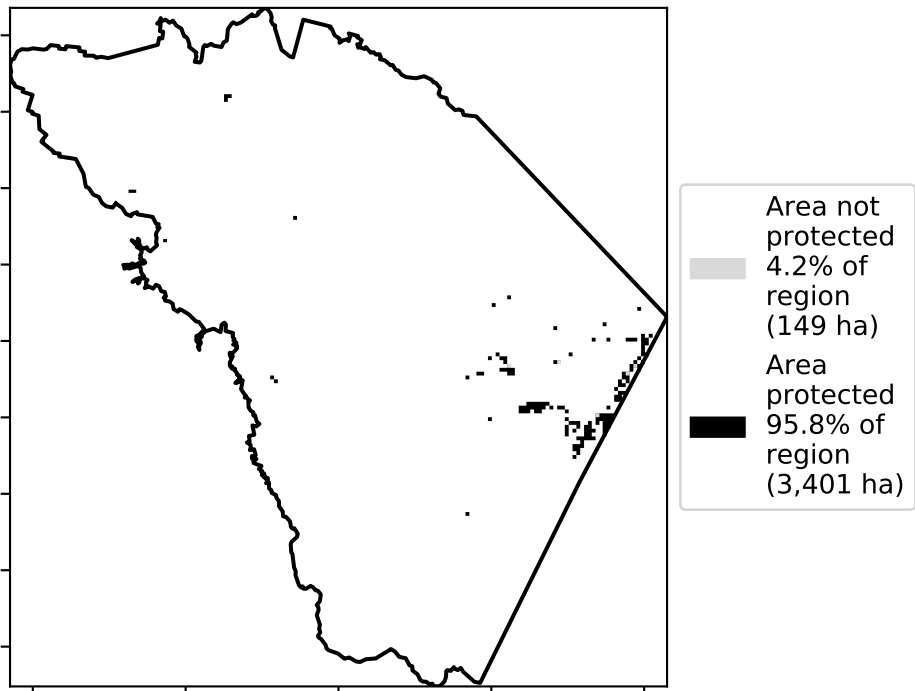 Area not
protected
4.2% of
region
(149 ha)
Area
protected
95.8% of
region
(3,401 ha)